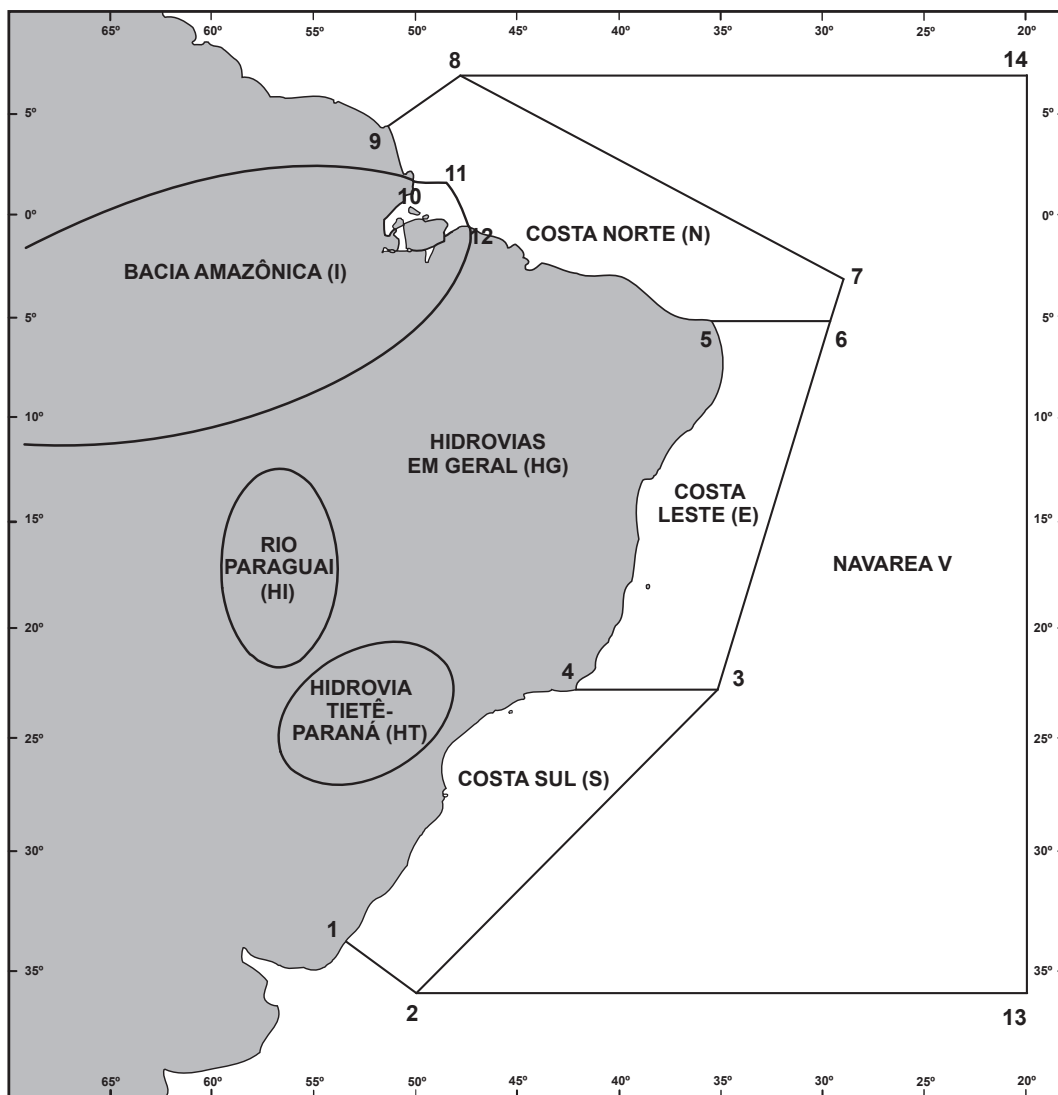 65º 60º 55º 50º 45º 40º 35º 30º 25º 20º
8 14
5º 5º
9
11
10
0º 0º
12 COSTA NORTE (N)
BACIA AMAZÔNICA (I)
7
5º 5º
5 6
10º 10º
HIDROVIAS
EM GERAL (HG)
COSTA
LESTE (E)
15º 15º
RIO
PARAGUAI
(HI)
NAVAREA V
20º 20º
4 3
HIDROVIA
TIETÊ-
PARANÁ (HT)
25º 25º
COSTA SUL (S)
30º 30º
1
35º 35º
2 13
65º 60º 55º 50º 45º 40º 35º 30º 25º 20º